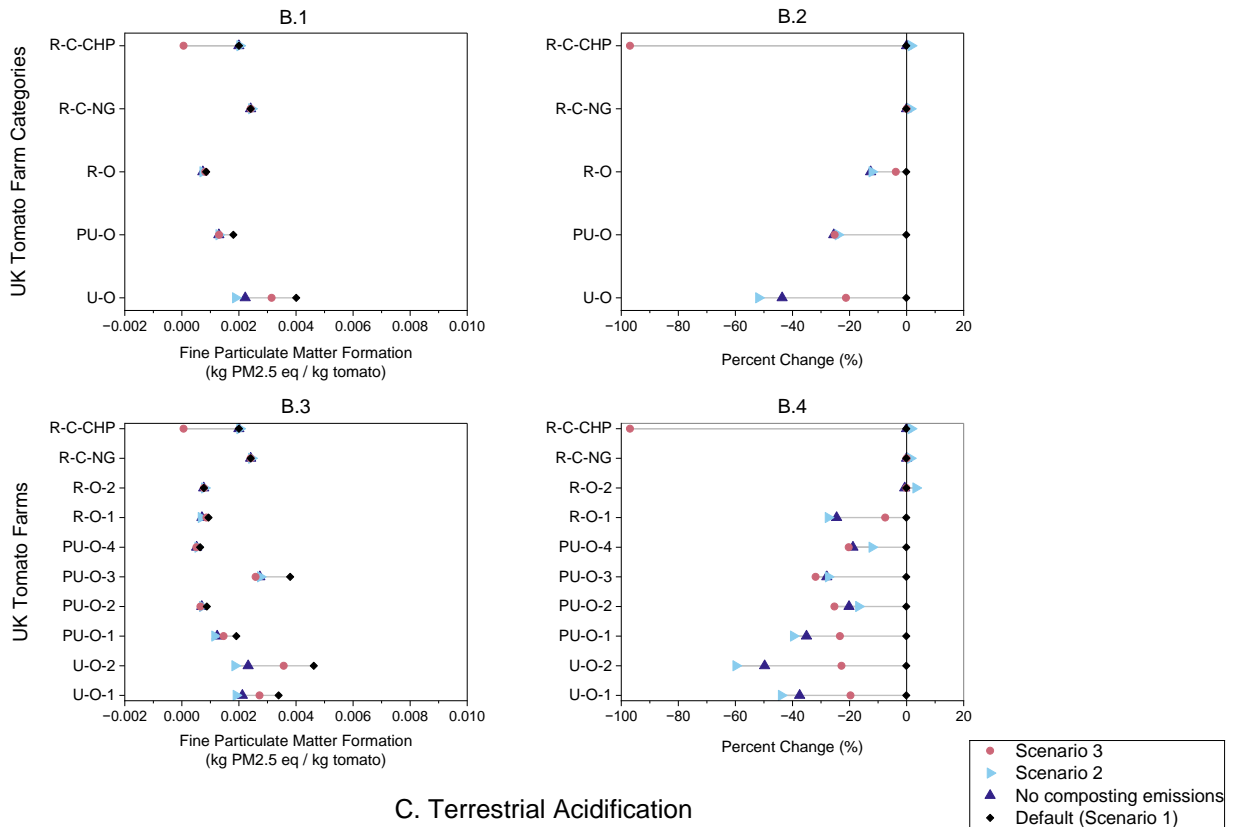 B.1
UK Tomato Farm Categories
R-C-CHP
R-C-NG
R-O
PU-O
U-O
−0.002 0.000 0.002 0.004 0.006 0.008 0.010
Fine Particulate Matter Formation
(kg PM2.5 eq / kg tomato)
B.2
R-C-CHP
R-C-NG
R-O
PU-O
U-O
−100 −80 −60 −40 −20 0 20
Percent Change (%)
B.3
UK Tomato Farms
R-C-CHP
R-C-NG
R-O-2
R-O-1
PU-O-4
PU-O-3
PU-O-2
PU-O-1
U-O-2
U-O-1
−0.002 0.000 0.002 0.004 0.006 0.008 0.010
Fine Particulate Matter Formation
(kg PM2.5 eq / kg tomato)
B.4
R-C-CHP
R-C-NG
R-O-2
R-O-1
PU-O-4
PU-O-3
PU-O-2
PU-O-1
U-O-2
U-O-1
−100 −80 −60 −40 −20 0 20
Percent Change (%)
Scenario 3
Scenario 2
No composting emissions
Default (Scenario 1)
C. Terrestrial Acidification